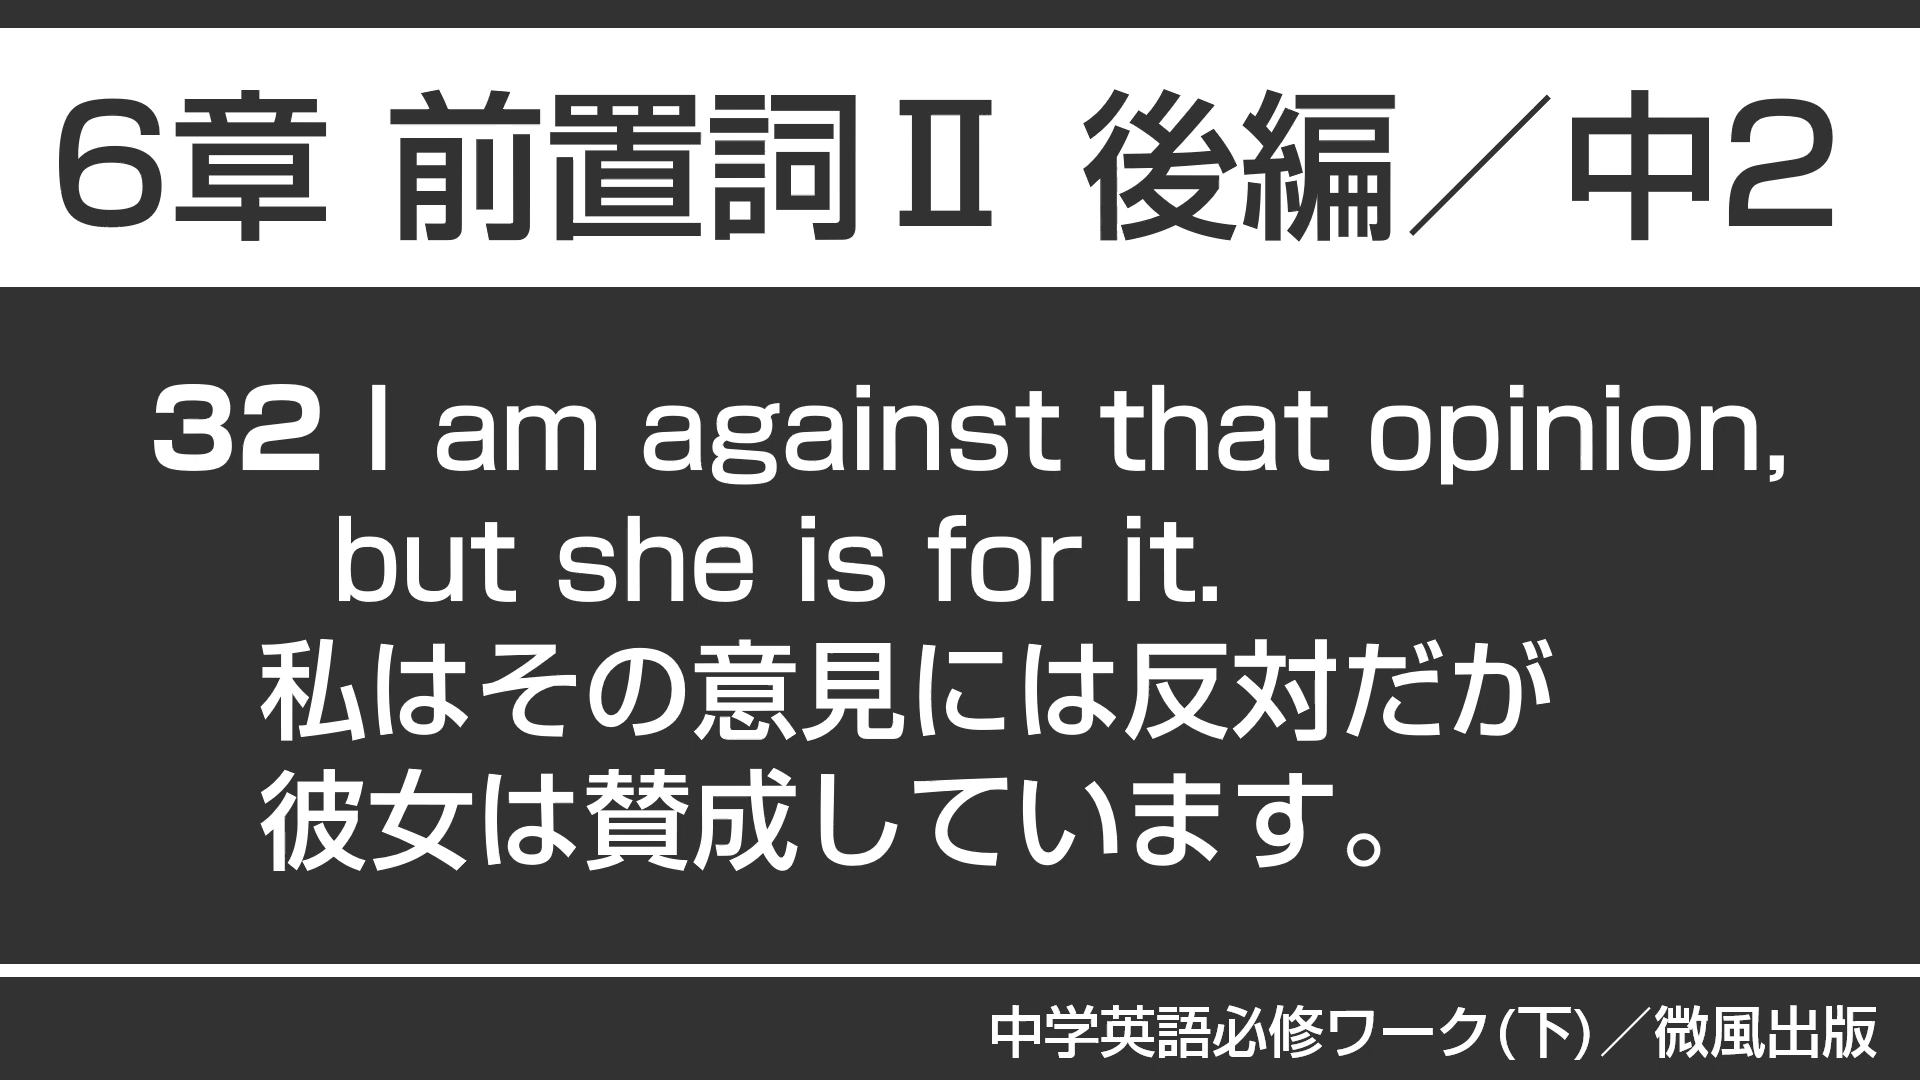 6章 前置詞Ⅱ 後編／中2
32 I am against that opinion,
but she is for it.
私はその意見には反対だが
彼女は賛成しています。
中学英語必修ワーク(下)／微風出版